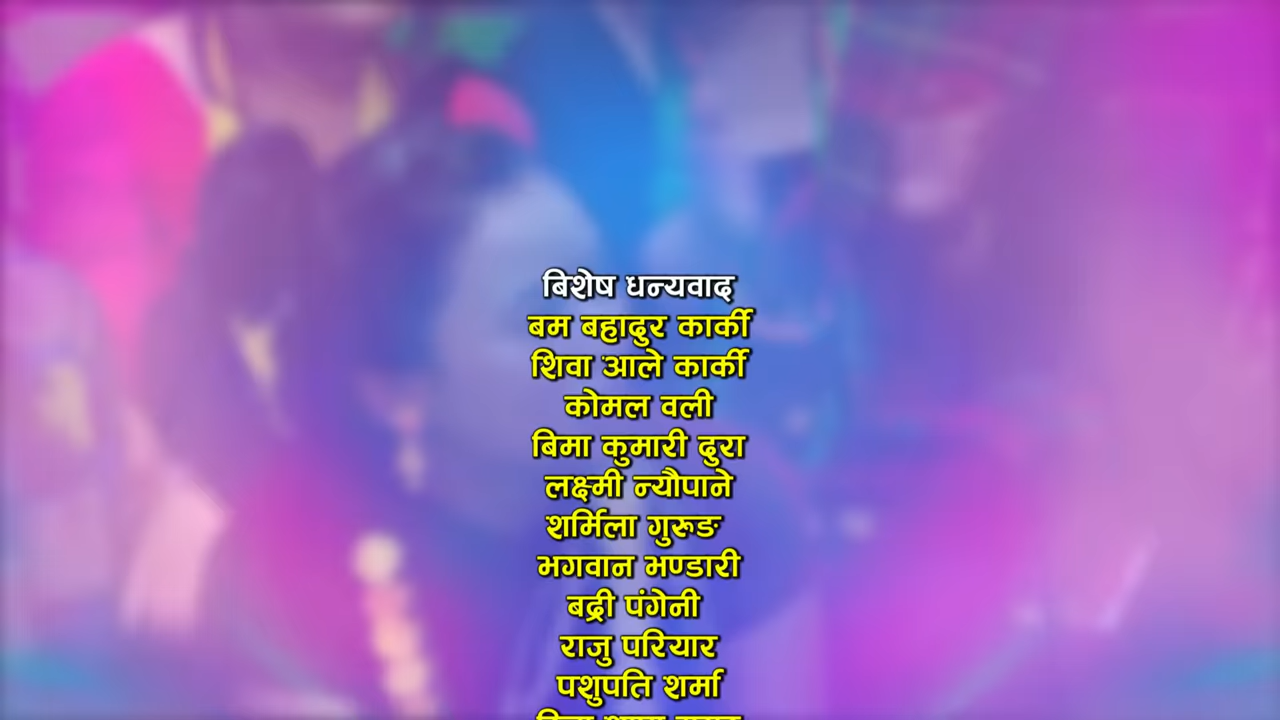 बिशेष धन्यवाद
बम बहादुर कार्की
शिवा आले कार्की
कोमल वली
बिमा कुमारी दुरा
लक्ष्मी न्यौपाने
शर्मिला गुरूङ
भगवान भण्डारी
बद्री पंगेनी
राजु परियार
पशुपति शर्मा